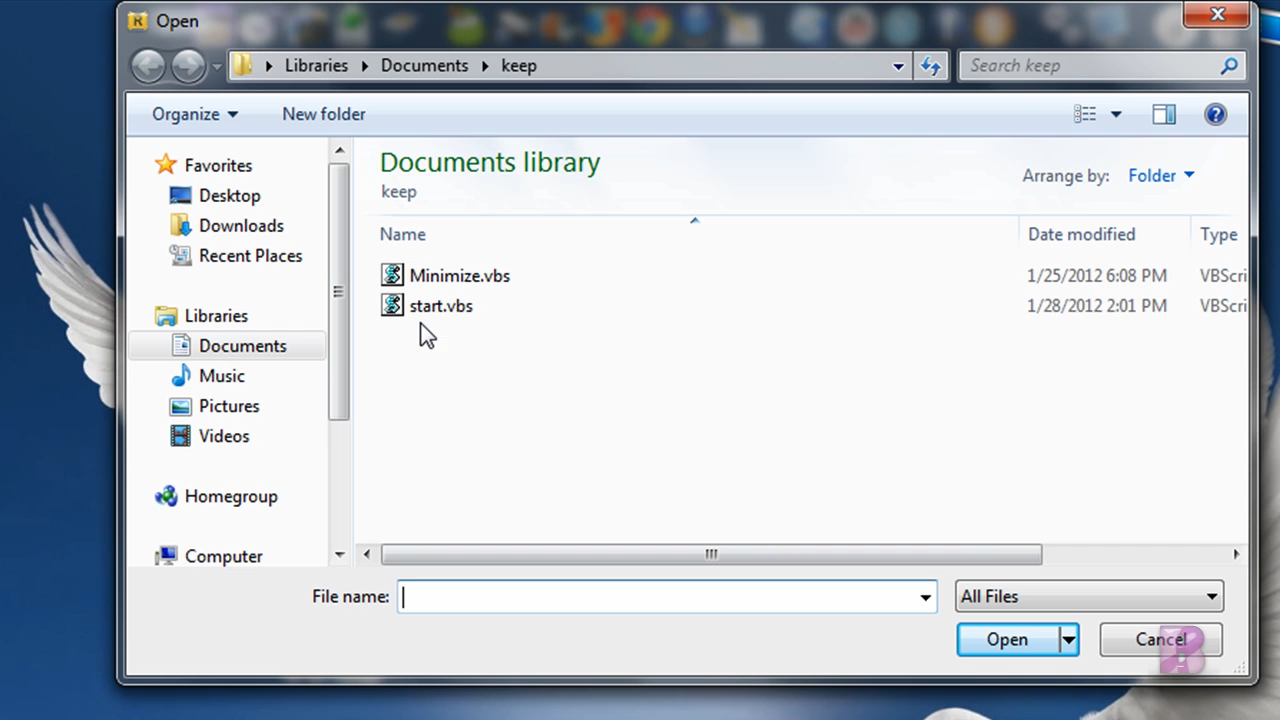 Open
Libraries Documents keep
Search keep
Organize New folder
Documents library
keep
Arrange by: Folder
Favorites
Desktop
Downloads
Recent Places
Libraries
Documents
Music
Pictures
Videos
Homegroup
Computer
Name Date modified Type
Minimize.vbs 1/25/2012 6:08 PM VBScri
start.vbs 1/28/2012 2:01 PM VBScri
File name: All Files
Open Cancel